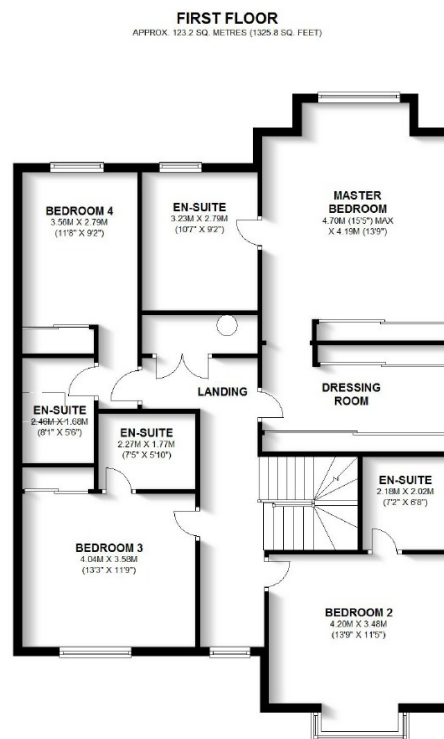 FIRST FLOOR
APPROX. 123.2 SQ. METRES (1325.8 SQ. FEET)
BEDROOM 4
3.56M X 2.79M
(11'8" X 9'2")
EN-SUITE
3.23M X 2.79M
(10'7" X 9'2")
MASTER
BEDROOM
4.70M (15'5") MAX
X 4.19M (13'9")
LANDING
DRESSING
ROOM
EN-SUITE
2.46M X 1.68M
(8'1" X 5'6")
EN-SUITE
2.27M X 1.77M
(7'5" X 5'10")
EN-SUITE
2.18M X 2.02M
(7'2" X 6'8")
BEDROOM 3
4.04M X 3.58M
(13'3" X 11'9")
BEDROOM 2
4.20M X 3.48M
(13'9" X 11'5")